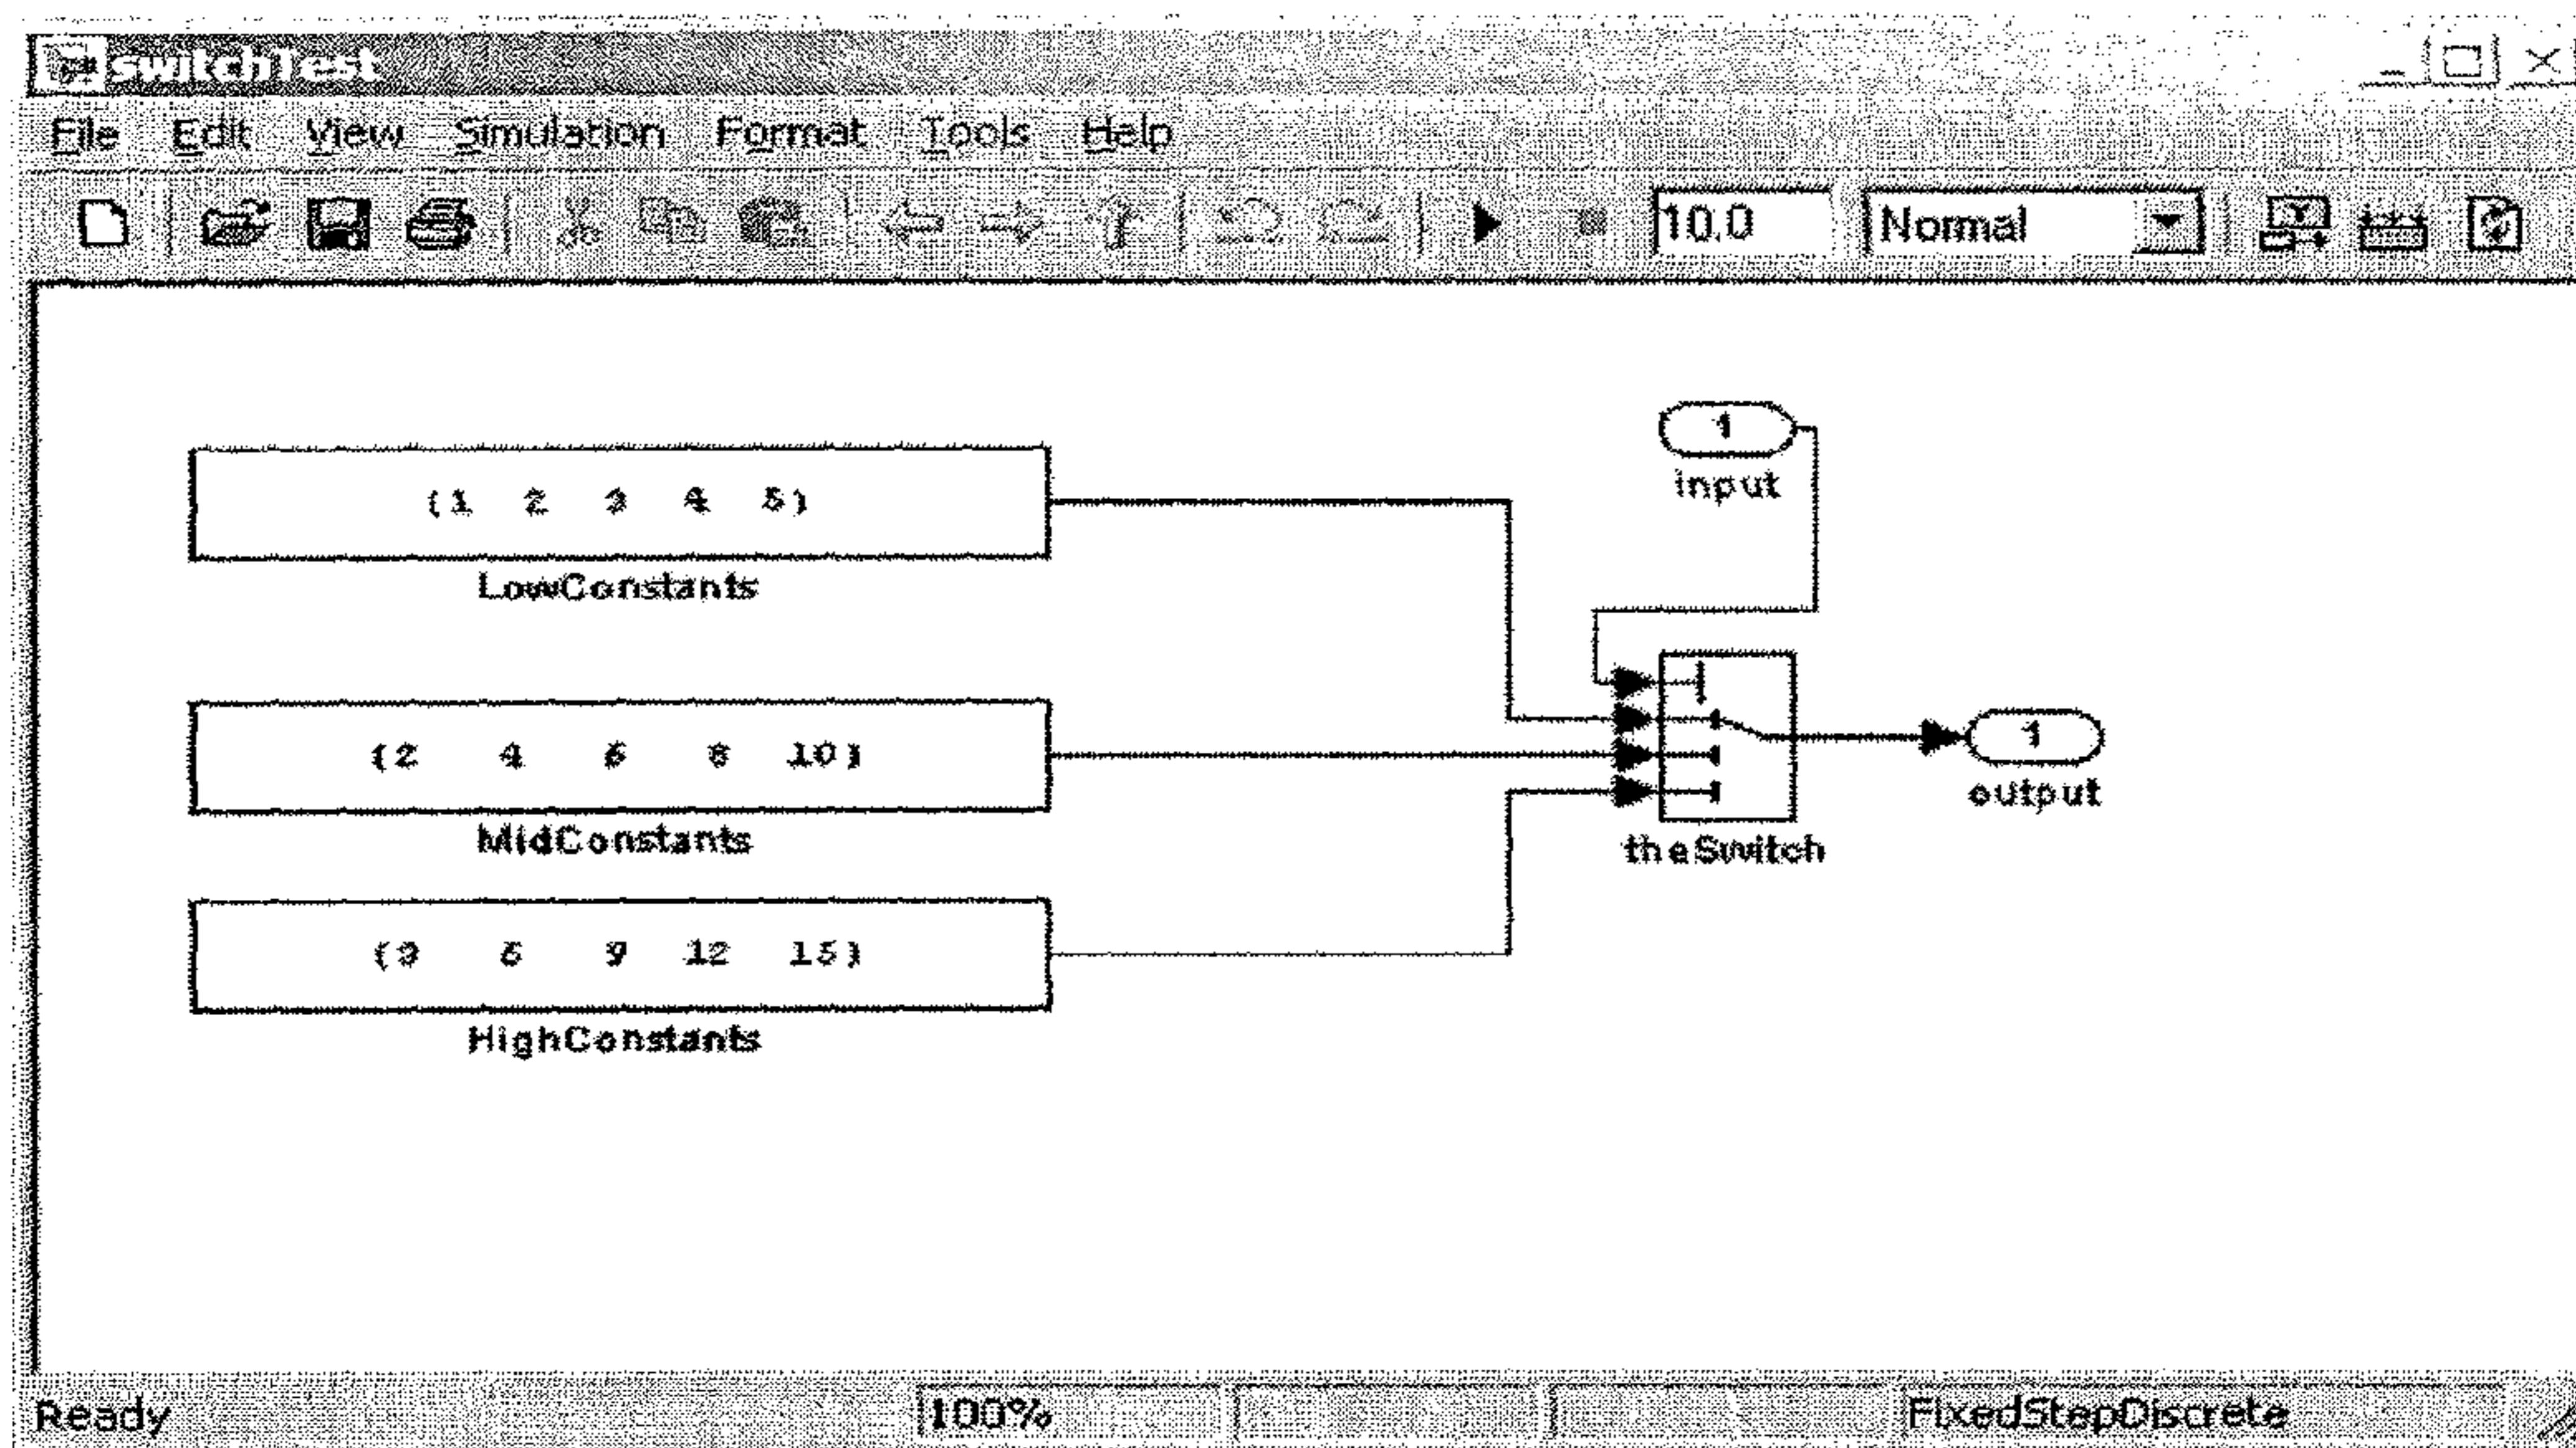 switchTest
File Edit View Simulation Format Tools Help
10.0 Normal
1
input
(1 2 3 4 5)
LowConstants
(2 4 6 8 10)
MidConstants
1
output
theSwitch
(3 6 9 12 15)
HighConstants
Ready 100% FixedStepDiscrete